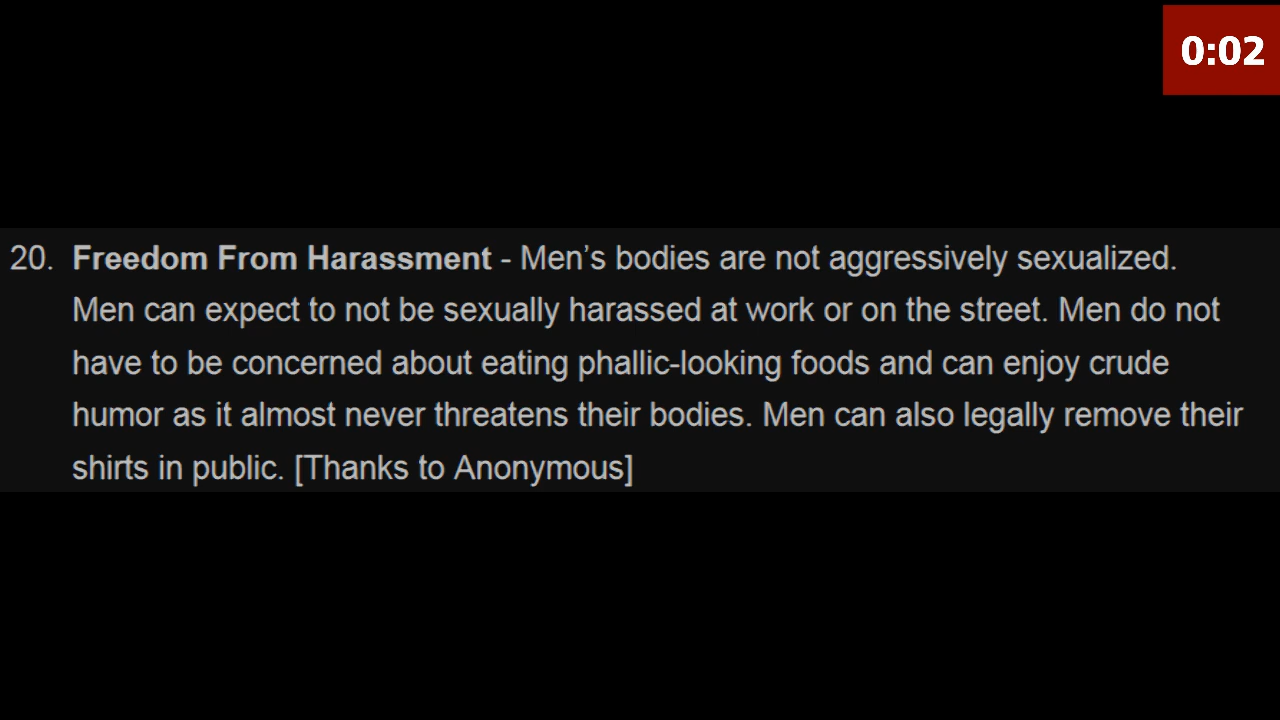 0:02
20. Freedom From Harassment - Men’s bodies are not aggressively sexualized.
Men can expect to not be sexually harassed at work or on the street. Men do not
have to be concerned about eating phallic-looking foods and can enjoy crude
humor as it almost never threatens their bodies. Men can also legally remove their
shirts in public. [Thanks to Anonymous]